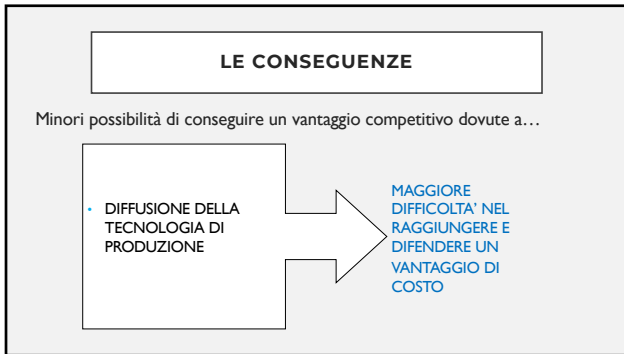 LE CONSEGUENZE
Minori possibilità di conseguire un vantaggio competitivo dovute a…
• DIFFUSIONE DELLA
TECNOLOGIA DI
PRODUZIONE
MAGGIORE
DIFFICOLTA’ NEL
RAGGIUNGERE E
DIFENDERE UN
VANTAGGIO DI
COSTO